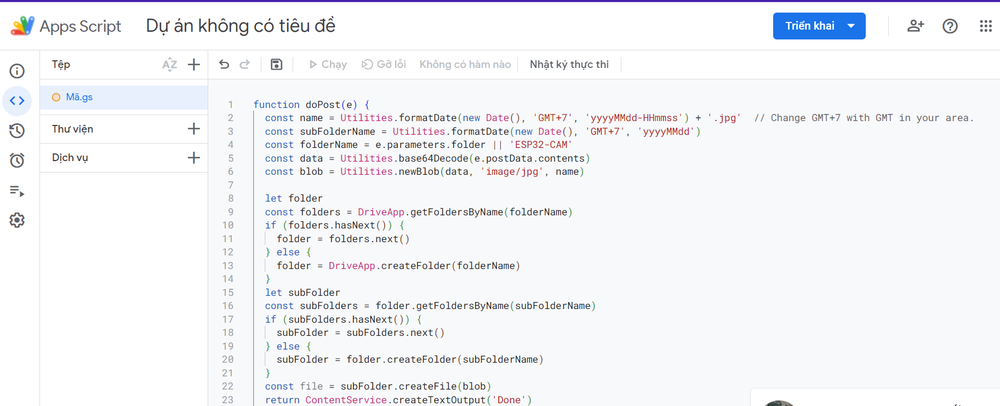 Apps Script
Dự án không có tiêu đề
Triển khai
Tệp
AZ
Chạy
Gỡ lỗi
Không có hàm nào
Nhật ký thực thi
Mã.gs
Thư viện
Dịch vụ
1 function doPost(e) {
2 const name = Utilities.formatDate(new Date(), 'GMT+7', 'yyyyMMdd-HHmmss') + '.jpg' // Change GMT+7 with GMT in your area.
3 const subFolderName = Utilities.formatDate(new Date(), 'GMT+7', 'yyyyMMdd')
4 const folderName = e.parameters.folder || 'ESP32-CAM'
5 const data = Utilities.base64Decode(e.postData.contents)
6 const blob = Utilities.newBlob(data, 'image/jpg', name)
7
8 let folder
9 const folders = DriveApp.getFoldersByName(folderName)
10 if (folders.hasNext()) {
11 folder = folders.next()
12 } else {
13 folder = DriveApp.createFolder(folderName)
14 }
15 let subFolder
16 const subFolders = folder.getFoldersByName(subFolderName)
17 if (subFolders.hasNext()) {
18 subFolder = subFolders.next()
19 } else {
20 subFolder = folder.createFolder(subFolderName)
21 }
22 const file = subFolder.createFile(blob)
23 return ContentService.createTextOutput('Done')